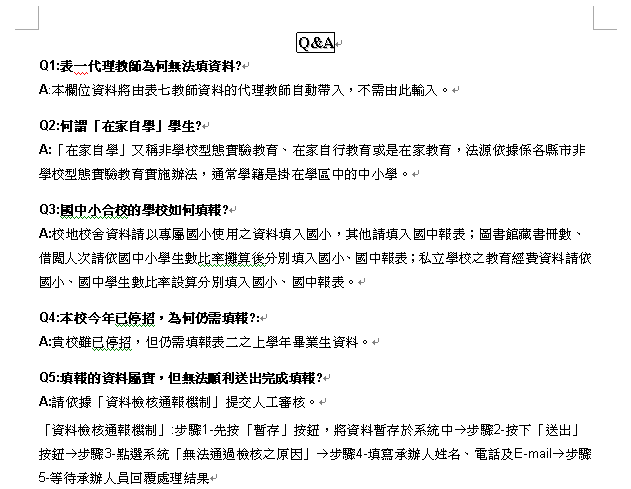 Q&A
Q1:表一代理教師為何無法填資料?
A:本欄位資料將由表七教師資料的代理教師自動帶入，不需由此輸入。
Q2:何謂「在家自學」學生?
A:「在家自學」又稱非學校型態實驗教育、在家自行教育或是在家教育，法源依據係各縣市非
學校型態實驗教育實施辦法，通常學籍是掛在學區中的中小學。
Q3:國中小合校的學校如何填報?
A:校地校舍資料請以專屬國小使用之資料填入國小，其他請填入國中報表；圖書館藏書冊數、
借閱人次請依國中小學生數比率攤算後分別填入國小、國中報表；私立學校之教育經費資料請依
國小、國中學生數比率設算分別填入國小、國中報表。
Q4:本校今年已停招，為何仍需填報?:
A:貴校雖已停招，但仍需填報表二之上學年畢業生資料。
Q5:填報的資料屬實，但無法順利送出完成填報?
A:請依據「資料檢核通報機制」提交人工審核。
「資料檢核通報機制」:步驟1-先按「暫存」按鈕，將資料暫存於系統中→步驟2-按下「送出」
按鈕→步驟3-點選系統「無法通過檢核之原因」→步驟4-填寫承辦人姓名、電話及E-mail→步驟
5-等待承辦人員回覆處理結果